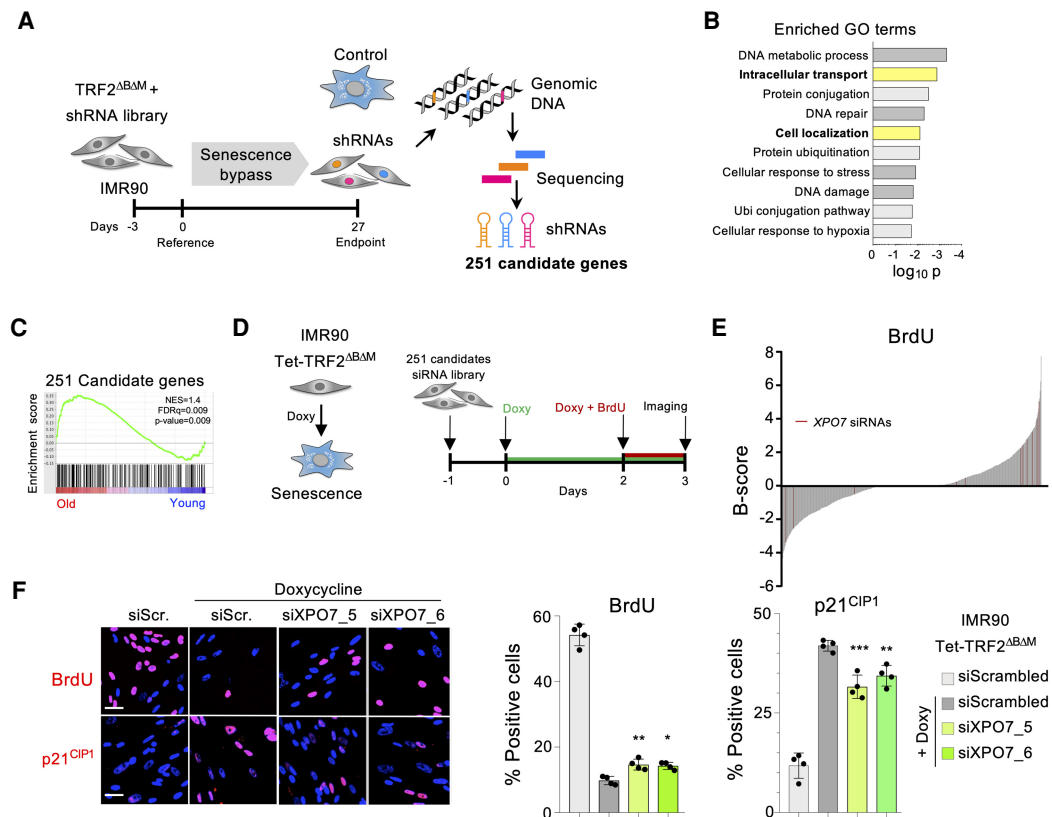 A
TRF2ΔBΔM +
shRNA library
IMR90
Senescence
bypass
Control
shRNAs
Genomic
DNA
Sequencing
shRNAs
251 candidate genes
Days -3 0 27
Reference Endpoint
B
Enriched GO terms
DNA metabolic process
Intracellular transport
Protein conjugation
DNA repair
Cell localization
Protein ubiquitination
Cellular response to stress
DNA damage
Ubi conjugation pathway
Cellular response to hypoxia
0 -1 -2 -3 -4
log10 p
C
251 Candidate genes
NES=1.4
FDRq=0.009
p-value=0.009
Enrichment score
Old Young
D
IMR90
Tet-TRF2ΔBΔM
Doxy
Senescence
251 candidates
siRNA library
Doxy
Doxy + BrdU
Imaging
-1 0 2 3
Days
E
BrdU
8
6
4
2
0
-2
-4
-6
B-score
XPO7 siRNAs
F
Doxycycline
siScr. siScr. siXPO7_5 siXPO7_6
BrdU
p21CIP1
BrdU
% Positive cells
60
40
20
0
** *
p21CIP1
% Positive cells
50
25
0
*** **
IMR90
Tet-TRF2ΔBΔM
siScrambled
siScrambled
siXPO7_5
siXPO7_6
+ Doxy